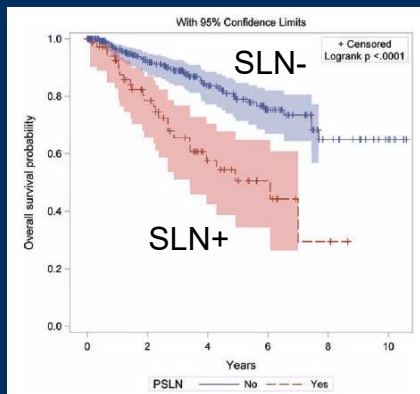 With 95% Confidence Limits
+ Censored
Logrank p <.0001
SLN-
SLN+
Overall survival probability
1.0
0.8
0.6
0.4
0.2
0.0
0 2 4 6 8 10
Years
PSLN No Yes